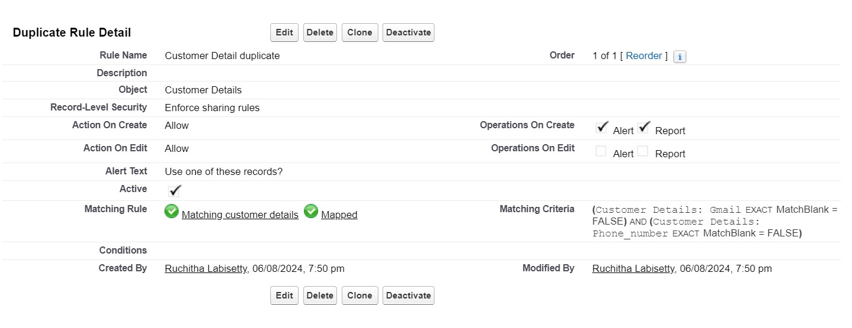 Duplicate Rule Detail Edit Delete Clone Deactivate
Rule Name Customer Detail duplicate Order 1 of 1 [ Reorder ] i
Description
Object Customer Details
Record-Level Security Enforce sharing rules
Action On Create Allow Operations On Create Alert Report
Action On Edit Allow Operations On Edit Alert Report
Alert Text Use one of these records?
Active
Matching Rule Matching customer details Mapped Matching Criteria (Customer Details: Gmail EXACT MatchBlank =
FALSE) AND (Customer Details:
Phone_number EXACT MatchBlank = FALSE)
Conditions
Created By Ruchitha Labisetty, 06/08/2024, 7:50 pm Modified By Ruchitha Labisetty, 06/08/2024, 7:50 pm
Edit Delete Clone Deactivate